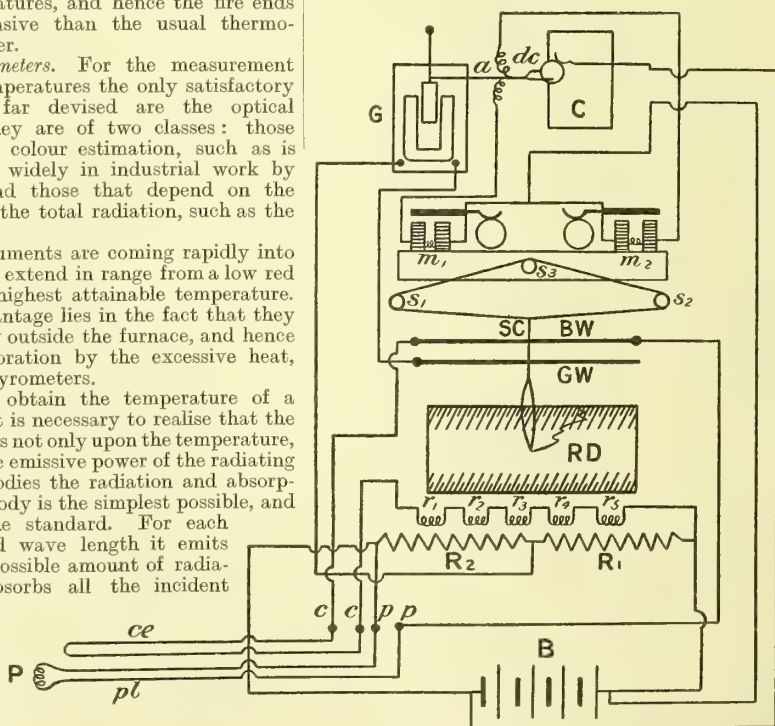 atures, and hence the fire ends
nsive than the usual thermo-
er.
meters. For the measurement
nperatures the only satisfactory
far devised are the optical
ey are of two classes: those
colour estimation, such as is
widely in industrial work by
nd those that depend on the
the total radiation, such as the
uments are coming rapidly into
extend in range from a low red
nighest attainable temperature.
antage lies in the fact that they
outside the furnace, and hence
oration by the excessive heat,
yrometers.
obtain the temperature of a
t is necessary to realise that the
s not only upon the temperature,
e emissive power of the radiating
odies the radiation and absorp-
ody is the simplest possible, and
e standard. For each
d wave length it emits
ossible amount of radia-
bsorbs all the incident
a dc
G
C
m1 m2
s3
s1 s2
SC BW
GW
RD
r1 r2 r3 r4 r5
R2 R1
c c p p
ce
P
pl
B